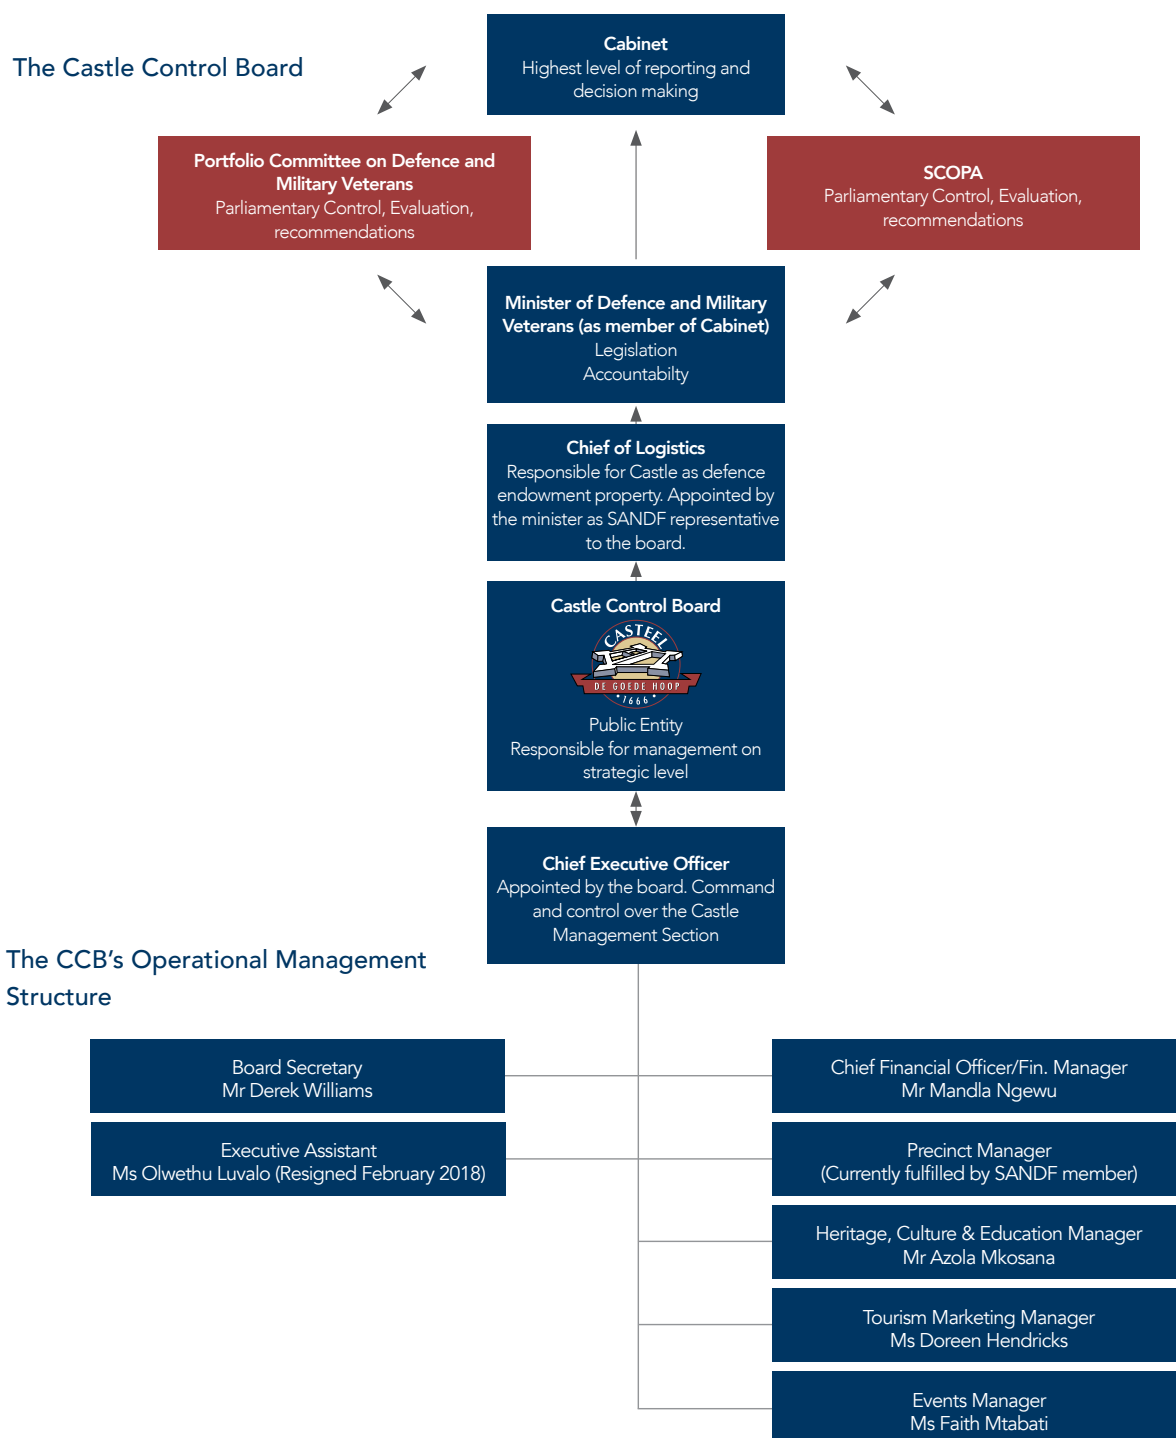 The Castle Control Board
Cabinet
Highest level of reporting and
decision making
Portfolio Committee on Defence and
Military Veterans
Parliamentary Control, Evaluation,
recommendations
SCOPA
Parliamentary Control, Evaluation,
recommendations
Minister of Defence and Military
Veterans (as member of Cabinet)
Legislation
Accountabilty
Chief of Logistics
Responsible for Castle as defence
endowment property. Appointed by
the minister as SANDF representative
to the board.
Castle Control Board
CASTEEL
DE GOEDE HOOP
• 1666 •
Public Entity
Responsible for management on
strategic level
Chief Executive Officer
Appointed by the board. Command
and control over the Castle
Management Section
The CCB's Operational Management
Structure
Board Secretary
Mr Derek Williams
Executive Assistant
Ms Olwethu Luvalo (Resigned February 2018)
Chief Financial Officer/Fin. Manager
Mr Mandla Ngewu
Precinct Manager
(Currently fulfilled by SANDF member)
Heritage, Culture & Education Manager
Mr Azola Mkosana
Tourism Marketing Manager
Ms Doreen Hendricks
Events Manager
Ms Faith Mtabati